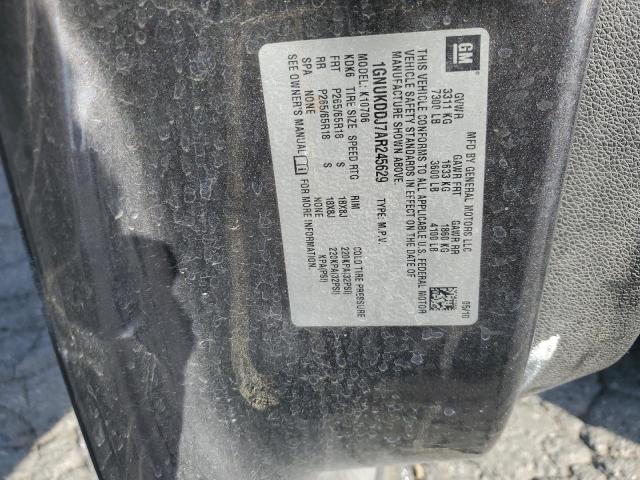 GM
MFD BY GENERAL MOTORS LLC
05/10
GVWR GAWR FRT GAWR RR
3311 KG 1633 KG 1860 KG
7300 LB 3600 LB 4100 LB
THIS VEHICLE CONFORMS TO ALL APPLICABLE U.S. FEDERAL MOTOR
VEHICLE SAFETY STANDARDS IN EFFECT ON THE DATE OF
MANUFACTURE SHOWN ABOVE.
1GNUKDDJ7AR245629 TYPE: M.P.V.
MODEL: K10706
KDK6 TIRE SIZE SPEED RTG RIM COLD TIRE PRESSURE
FRT P265/65R18 S 18X8J 220KPA(32PSI)
RR P265/65R18 S 18X8J 220KPA(32PSI)
SPA NONE NONE KPA(PSI)
SEE OWNER'S MANUAL FOR MORE INFORMATION.